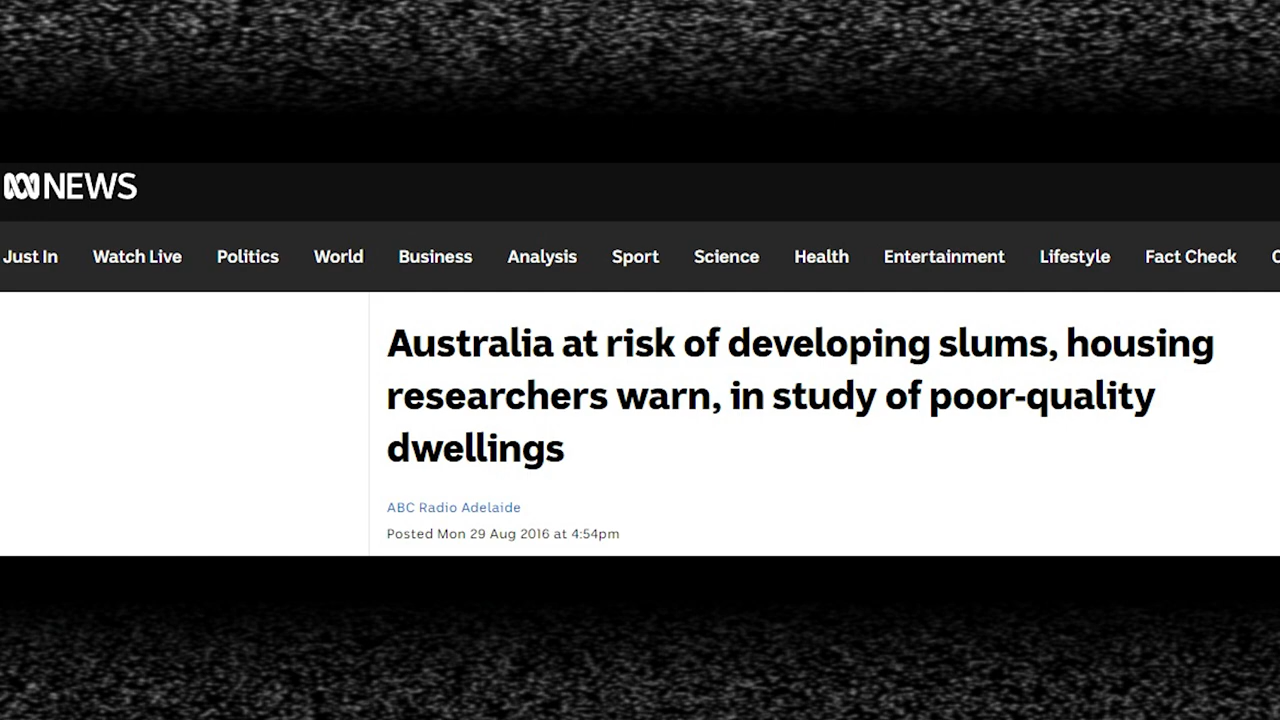 NEWS
Just In Watch Live Politics World Business Analysis Sport Science Health Entertainment Lifestyle Fact Check
Australia at risk of developing slums, housing
researchers warn, in study of poor-quality
dwellings
ABC Radio Adelaide
Posted Mon 29 Aug 2016 at 4:54pm